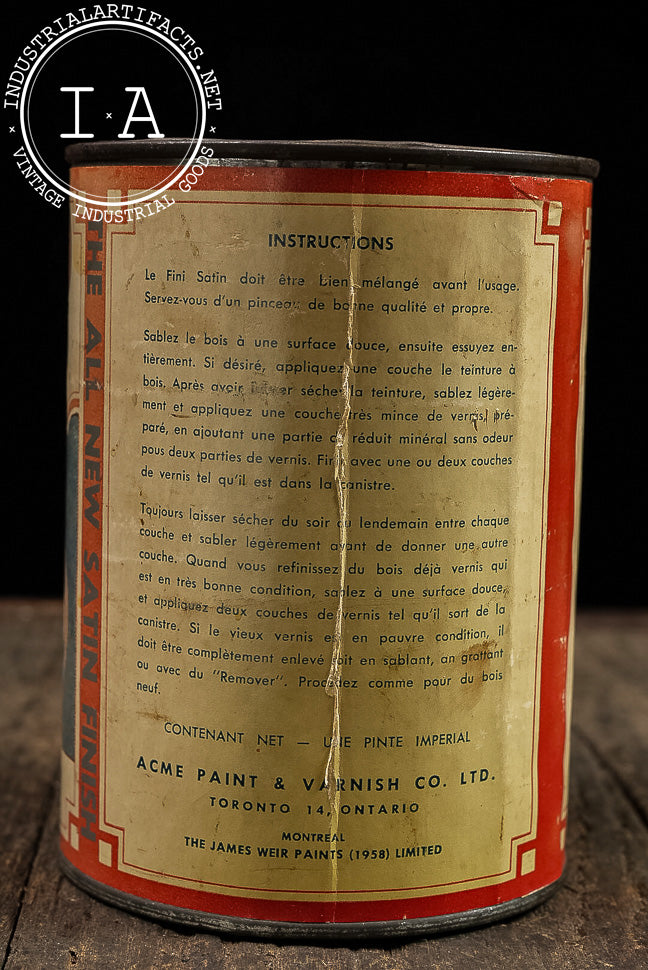 INDUSTRIALARTIFACTS.NET
I × A
VINTAGE INDUSTRIAL GOODS
THE ALL NEW SATIN FINISH
INSTRUCTIONS
Le Fini Satin doit être bien mélangé avant l'usage.
Servez-vous d'un pinceau de bonne qualité et propre.
Sablez le bois à une surface douce, ensuite essuyez en-
tièrement. Si désiré, appliquez une couche le teinture à
bois. Après avoir sécher la teinture, sablez légère-
ment et appliquez une couche très mince de vernis, pré-
paré, en ajoutant une partie de réduit minéral sans odeur
pous deux parties de vernis. Fini avec une ou deux couches
de vernis tel qu'il est dans la canistre.
Toujours laisser sécher du soir au lendemain entre chaque
couche et sabler légèrement avant de donner une autre
couche. Quand vous refinissez du bois déjà vernis qui
est en très bonne condition, sablez à une surface douce,
et appliquez deux couches de vernis tel qu'il sort de la
canistre. Si le vieux vernis est en pauvre condition, il
doit être complètement enlevé soit en sablant, an grattant
ou avec du "Remover". Procédez comme pour du bois
neuf.
CONTENANT NET — UNE PINTE IMPERIAL
ACME PAINT & VARNISH CO. LTD.
TORONTO 14, ONTARIO
MONTREAL
THE JAMES WEIR PAINTS (1958) LIMITED